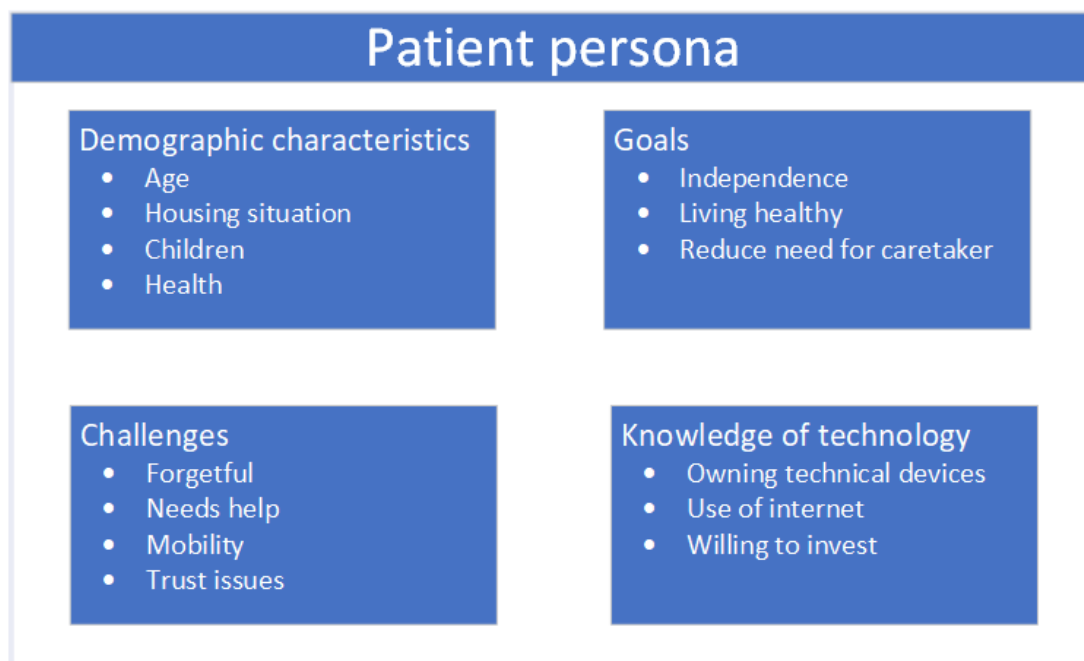 Patient persona
Demographic characteristics
• Age
• Housing situation
• Children
• Health
Goals
• Independence
• Living healthy
• Reduce need for caretaker
Challenges
• Forgetful
• Needs help
• Mobility
• Trust issues
Knowledge of technology
• Owning technical devices
• Use of internet
• Willing to invest